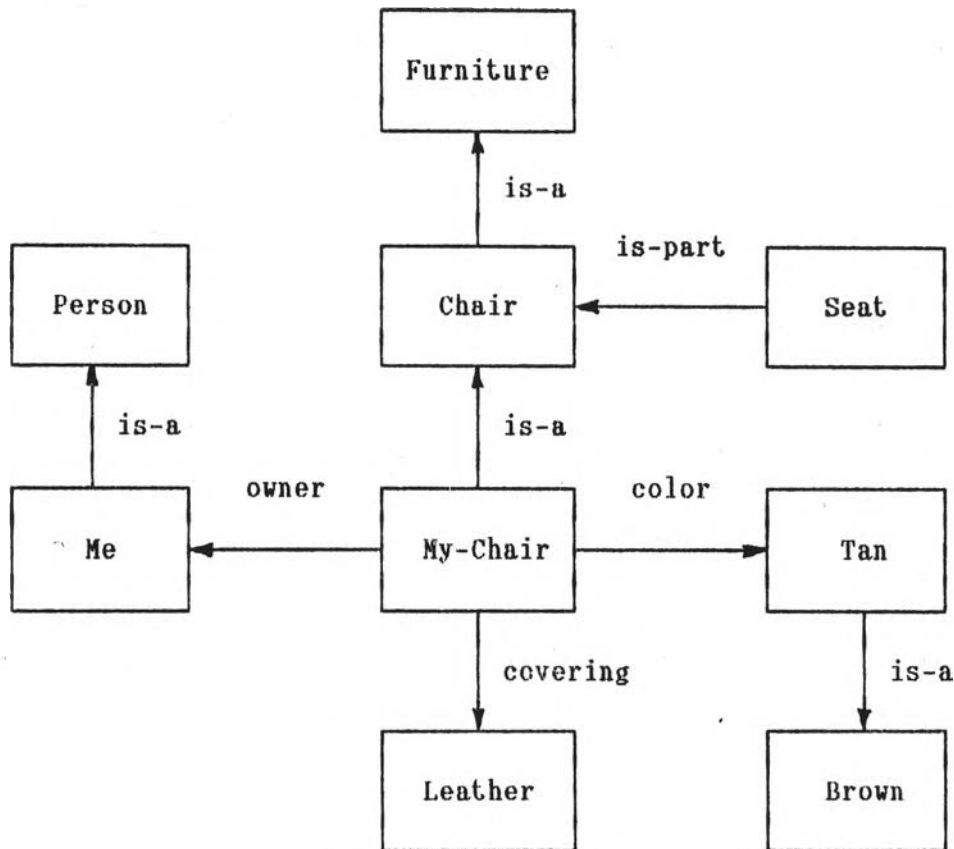 Furniture
is-a
is-part
Person
Chair
Seat
is-a
is-a
owner
color
Me
My-Chair
Tan
covering
is-a
Leather
Brown